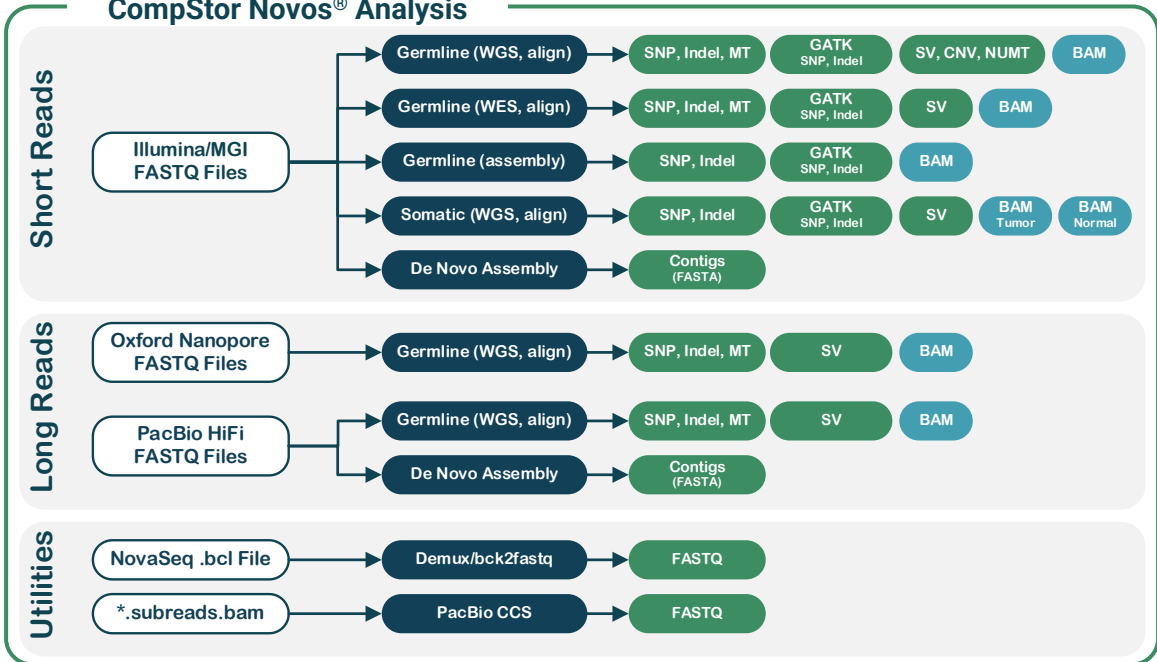 CompStor Novos® Analysis
Short Reads
Illumina/MGI
FASTQ Files
Germline (WGS, align)
SNP, Indel, MT
GATK
SNP, Indel
SV, CNV, NUMT
BAM
Germline (WES, align)
SNP, Indel, MT
GATK
SNP, Indel
SV
BAM
Germline (assembly)
SNP, Indel
GATK
SNP, Indel
BAM
Somatic (WGS, align)
SNP, Indel
GATK
SNP, Indel
SV
BAM
Tumor
BAM
Normal
De Novo Assembly
Contigs
(FASTA)
Long Reads
Oxford Nanopore
FASTQ Files
Germline (WGS, align)
SNP, Indel, MT
SV
BAM
PacBio HiFi
FASTQ Files
Germline (WGS, align)
SNP, Indel, MT
SV
BAM
De Novo Assembly
Contigs
(FASTA)
Utilities
NovaSeq .bcl File
Demux/bck2fastq
FASTQ
*.subreads.bam
PacBio CCS
FASTQ